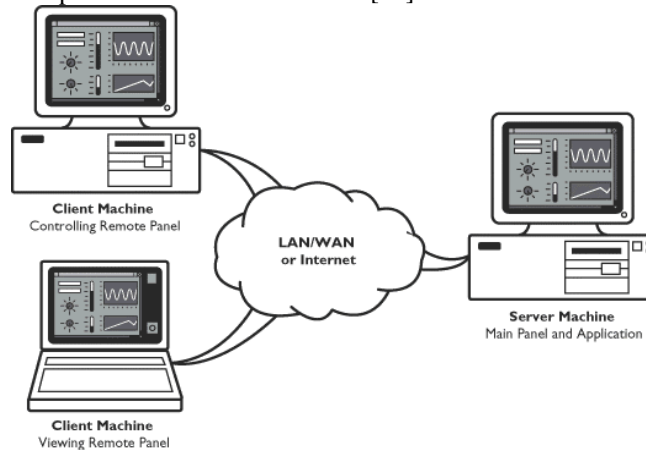 Client Machine
Controlling Remote Panel
LAN/WAN
or Internet
Server Machine
Main Panel and Application
Client Machine
Viewing Remote Panel